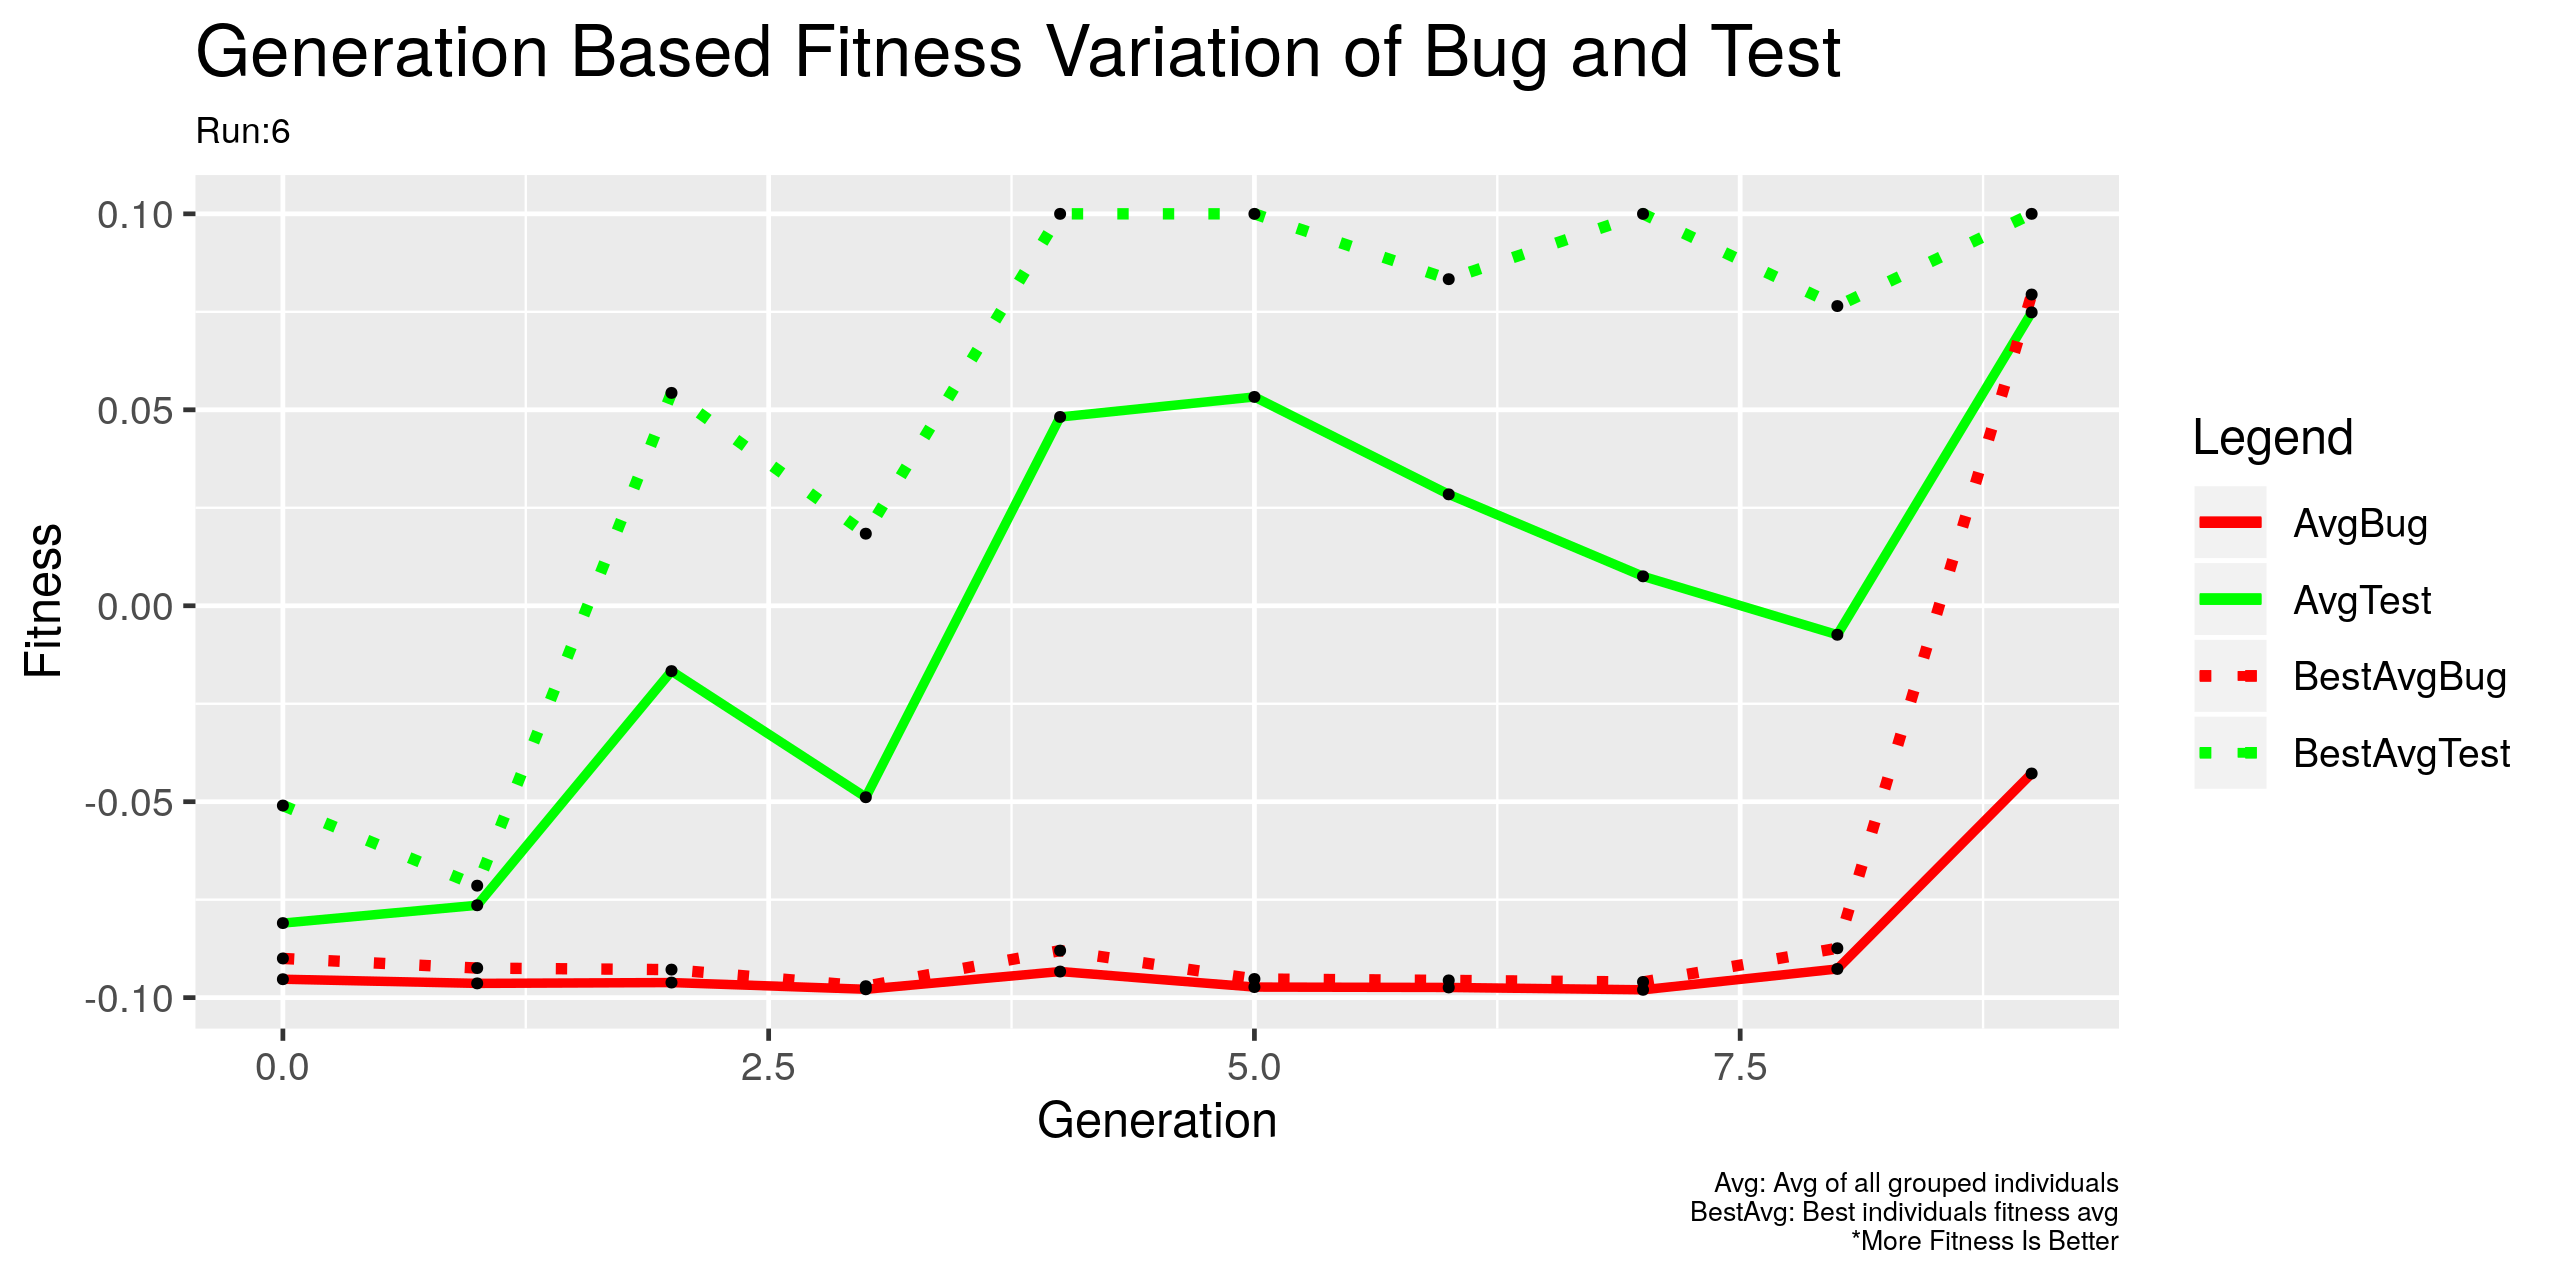 Generation Based Fitness Variation of Bug and Test
Run:6
0.10
0.05
0.00
-0.05
-0.10
Fitness
0.0 2.5 5.0 7.5
Generation
Legend
AvgBug
AvgTest
BestAvgBug
BestAvgTest
Avg: Avg of all grouped individuals
BestAvg: Best individuals fitness avg
*More Fitness Is Better